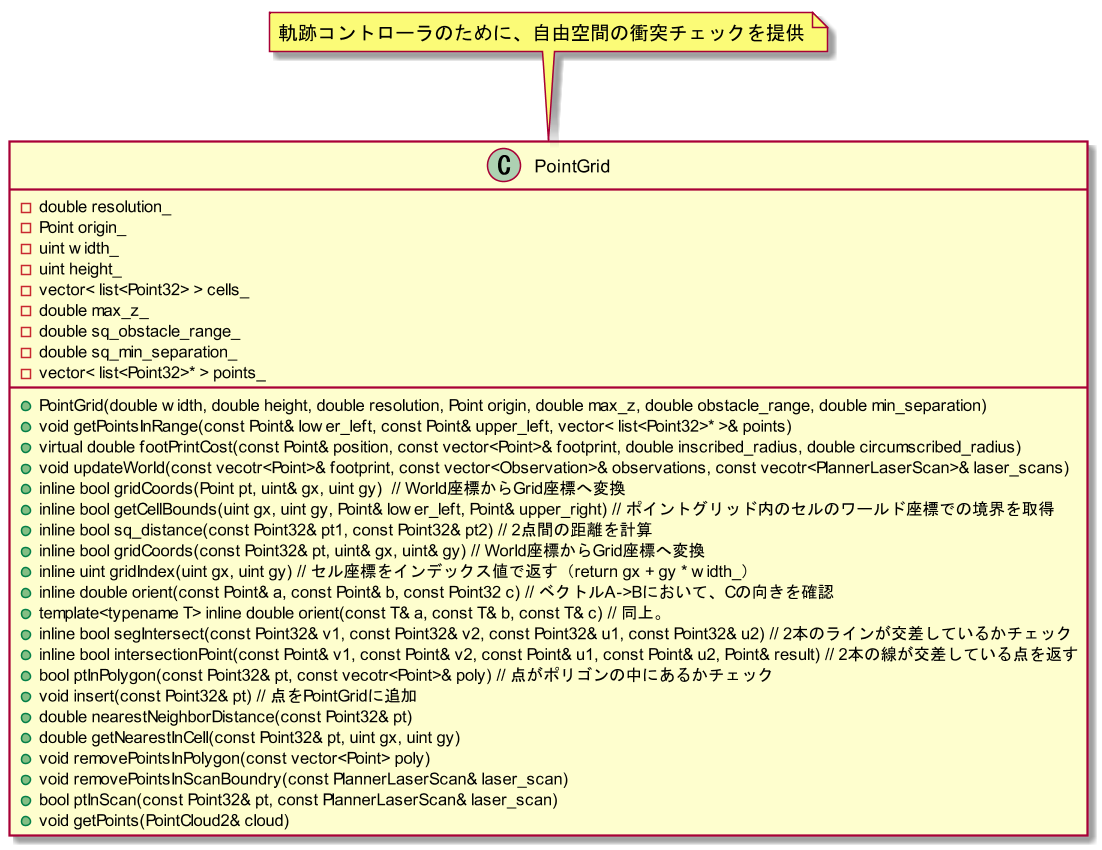 軌跡コントローラのために、自由空間の衝突チェックを提供
C PointGrid
double resolution_
Point origin_
uint width_
uint height_
vector< list<Point32> > cells_
double max_z_
double sq_obstacle_range_
double sq_min_separation_
vector< list<Point32>* > points_
PointGrid(double width, double height, double resolution, Point origin, double max_z, double obstacle_range, double min_separation)
void getPointsInRange(const Point& lower_left, const Point& upper_left, vector< list<Point32>* >& points)
virtual double footPrintCost(const Point& position, const vector<Point>& footprint, double inscribed_radius, double circumscribed_radius)
void updateWorld(const vecotr<Point>& footprint, const vector<Observation>& observations, const vecotr<PlannerLaserScan>& laser_scans)
inline bool gridCoords(Point pt, uint& gx, uint gy) // World座標からGrid座標へ変換
inline bool getCellBounds(uint gx, uint gy, Point& lower_left, Point& upper_right) // ポイントグリッド内のセルのワールド座標での境界を取得
inline bool sq_distance(const Point32& pt1, const Point32& pt2) // 2点間の距離を計算
inline bool gridCoords(const Point32& pt, uint& gx, uint& gy) // World座標からGrid座標へ変換
inline uint gridIndex(uint gx, uint gy) // セル座標をインデックス値で返す（return gx + gy * width_）
inline double orient(const Point& a, const Point& b, const Point32 c) // ベクトルA->Bにおいて、Cの向きを確認
template<typename T> inline double orient(const T& a, const T& b, const T& c) // 同上。
inline bool segIntersect(const Point32& v1, const Point32& v2, const Point32& u1, const Point32& u2) // 2本のラインが交差しているかチェック
inline bool intersectionPoint(const Point& v1, const Point& v2, const Point& u1, const Point& u2, Point& result) // 2本の線が交差している点を返す
bool ptInPolygon(const Point32& pt, const vecotr<Point>& poly) // 点がポリゴンの中にあるかチェック
void insert(const Point32& pt) // 点をPointGridに追加
double nearestNeighborDistance(const Point32& pt)
double getNearestInCell(const Point32& pt, uint gx, uint gy)
void removePointsInPolygon(const vector<Point> poly)
void removePointsInScanBoundry(const PlannerLaserScan& laser_scan)
bool ptInScan(const Point32& pt, const PlannerLaserScan& laser_scan)
void getPoints(PointCloud2& cloud)